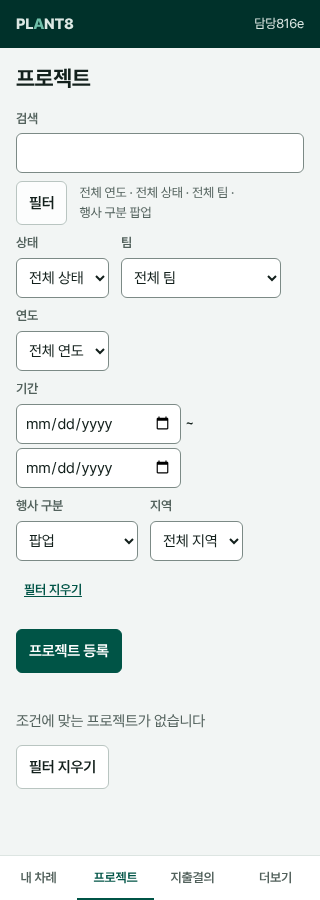 PLANT8
담당816e
프로젝트
검색
필터
전체 연도 · 전체 상태 · 전체 팀 ·
행사 구분 팝업
상태
팀
전체 상태
전체 팀
연도
전체 연도
기간
mm/dd/yyyy
~
mm/dd/yyyy
행사 구분
지역
팝업
전체 지역
필터 지우기
프로젝트 등록
조건에 맞는 프로젝트가 없습니다
필터 지우기
내 차례
프로젝트
지출결의
더보기